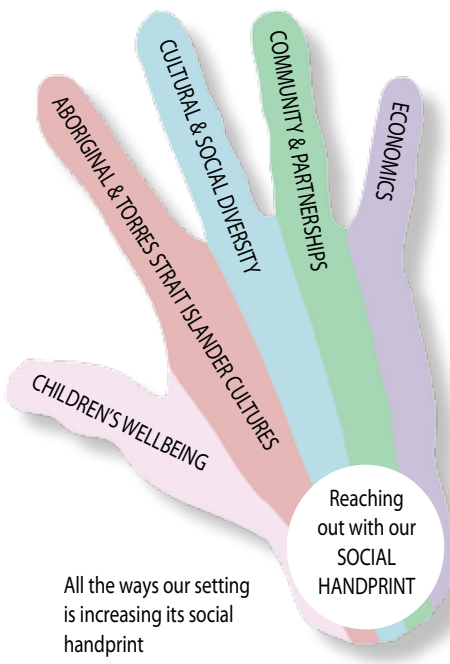 CHILDREN'S WELLBEING
ABORIGINAL & TORRES STRAIT ISLANDER CULTURES
CULTURAL & SOCIAL DIVERSITY
COMMUNITY & PARTNERSHIPS
ECONOMICS
Reaching
out with our
SOCIAL
HANDPRINT
All the ways our setting
is increasing its social
handprint